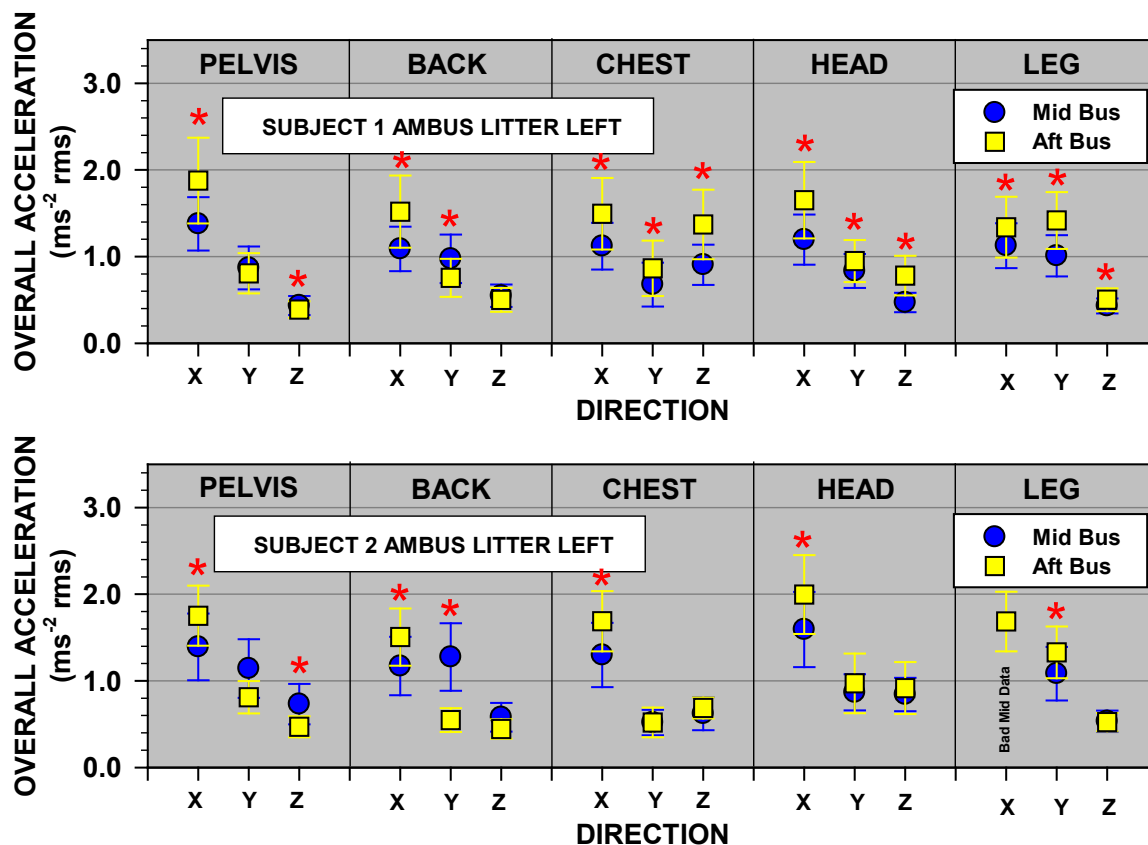 OVERALL ACCELERATION
(ms-2 rms)
3.0
2.0
1.0
0.0
PELVIS BACK CHEST HEAD LEG
SUBJECT 1 AMBUS LITTER LEFT
Mid Bus
Aft Bus
* * * * * * * * * * * * * *
X Y Z X Y Z X Y Z X Y Z X Y Z
DIRECTION
OVERALL ACCELERATION
(ms-2 rms)
3.0
2.0
1.0
0.0
PELVIS BACK CHEST HEAD LEG
SUBJECT 2 AMBUS LITTER LEFT
Mid Bus
Aft Bus
* * * * * * *
Bad Mid Data
X Y Z X Y Z X Y Z X Y Z X Y Z
DIRECTION